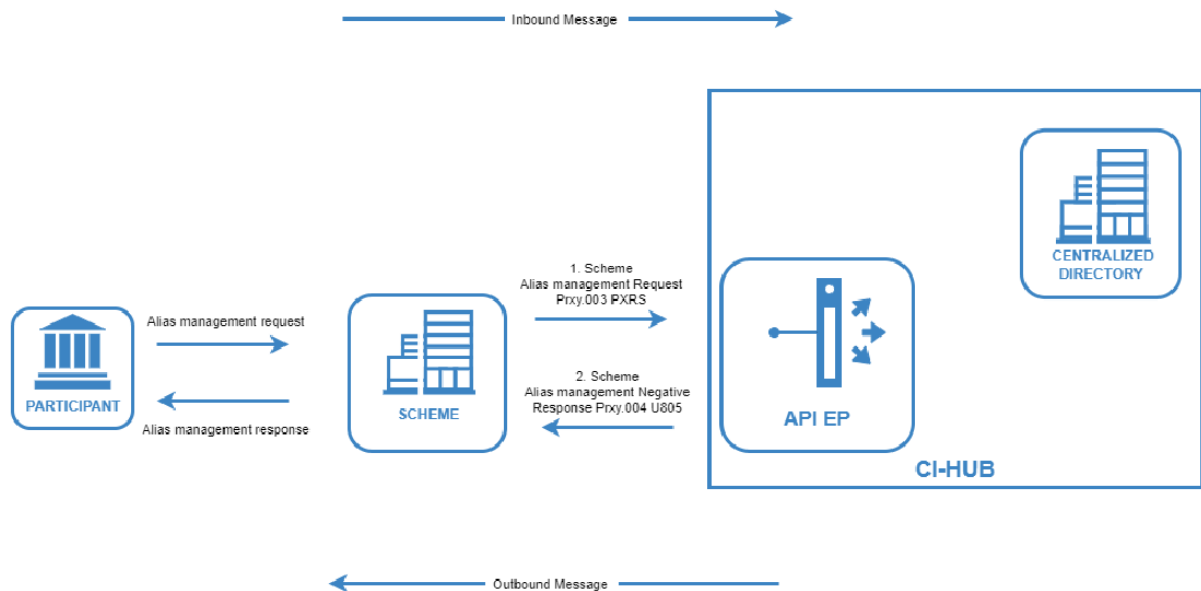 Inbound Message
CENTRALIZED
DIRECTORY
1. Scheme
Alias management Request
Prxy.003 PXRS
Alias management request
PARTICIPANT
Alias management response
SCHEME
2. Scheme
Alias management Negative
Response Prxy.004 U805
API EP
CI-HUB
Outbound Message